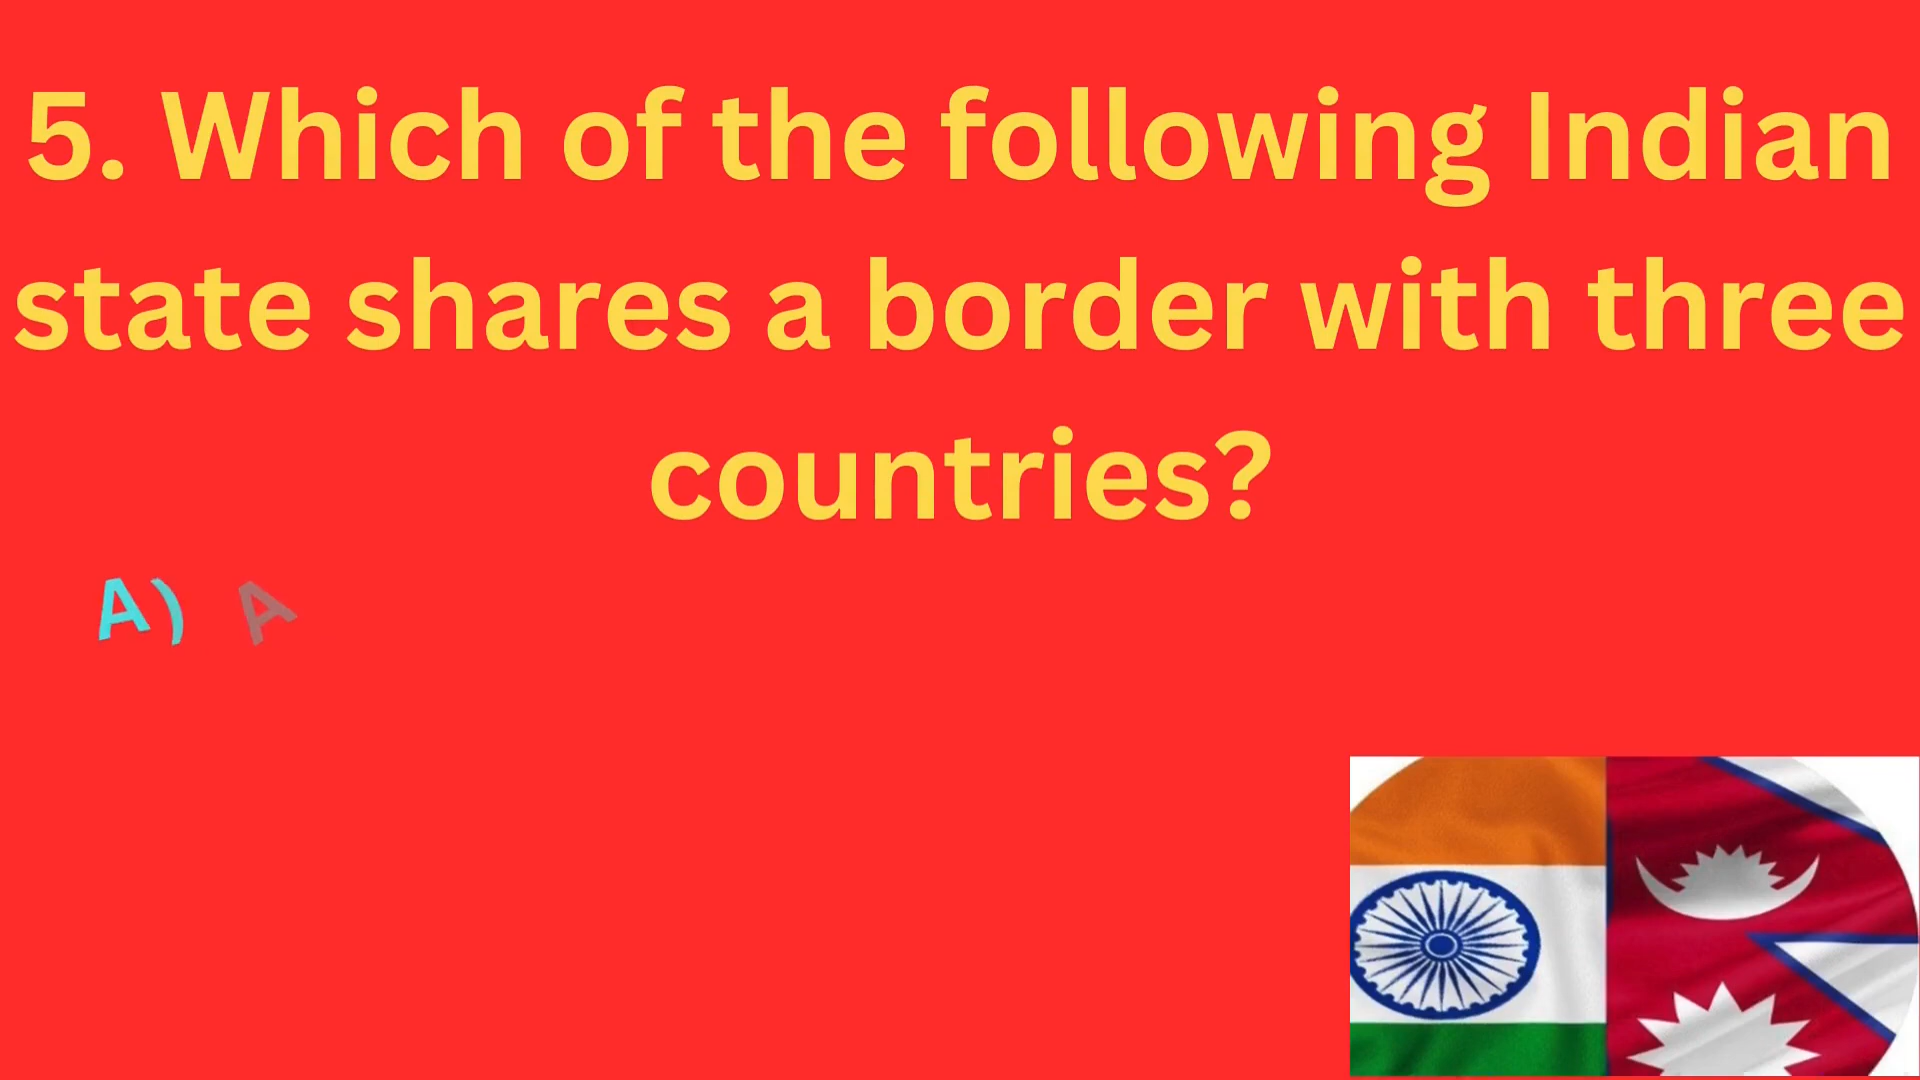 5. Which of the following Indian
state shares a border with three
countries?
A) A